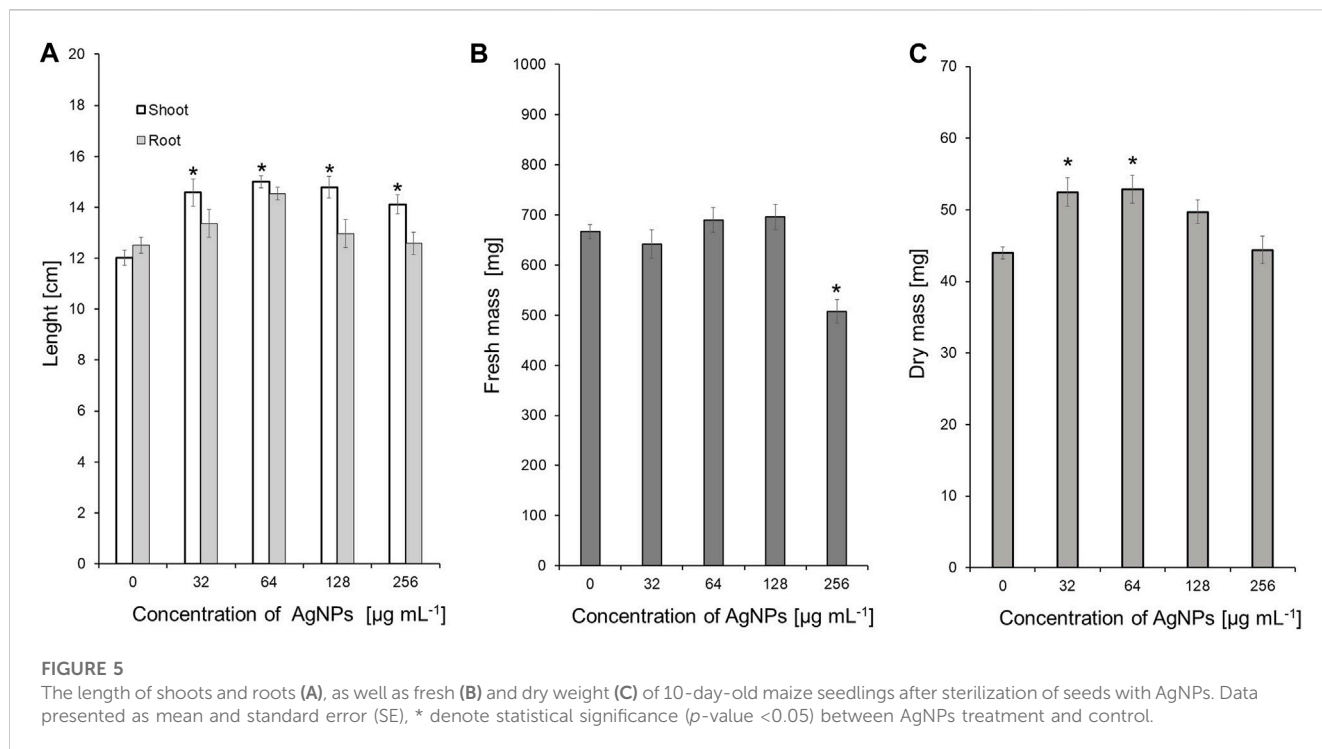 A
20
18
16
14
12
10
8
6
4
2
0
Lenght [cm]
Shoot
Root
*
*
*
*
0 32 64 128 256
Concentration of AgNPs [µg mL⁻¹]
B
1000
900
800
700
600
500
400
300
200
100
0
Fresh mass [mg]
*
0 32 64 128 256
Concentration of AgNPs [µg mL⁻¹]
C
70
60
50
40
30
20
10
0
Dry mass [mg]
*
*
0 32 64 128 256
Concentration of AgNPs [µg mL⁻¹]
FIGURE 5
The length of shoots and roots (A), as well as fresh (B) and dry weight (C) of 10-day-old maize seedlings after sterilization of seeds with AgNPs. Data
presented as mean and standard error (SE), * denote statistical significance (p-value <0.05) between AgNPs treatment and control.